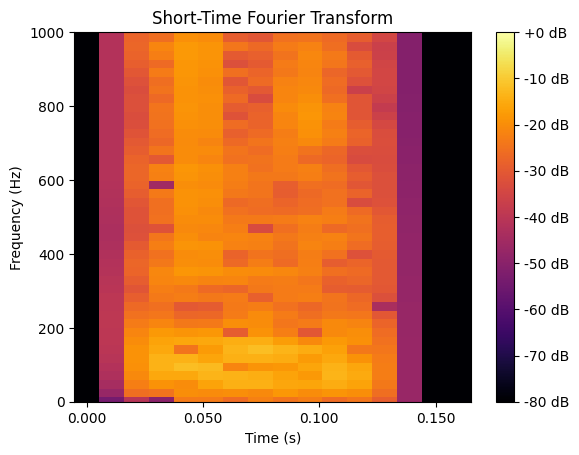 Short-Time Fourier Transform
1000
800
600
400
200
0
Frequency (Hz)
0.000
0.050
0.100
0.150
Time (s)
+0 dB
-10 dB
-20 dB
-30 dB
-40 dB
-50 dB
-60 dB
-70 dB
-80 dB